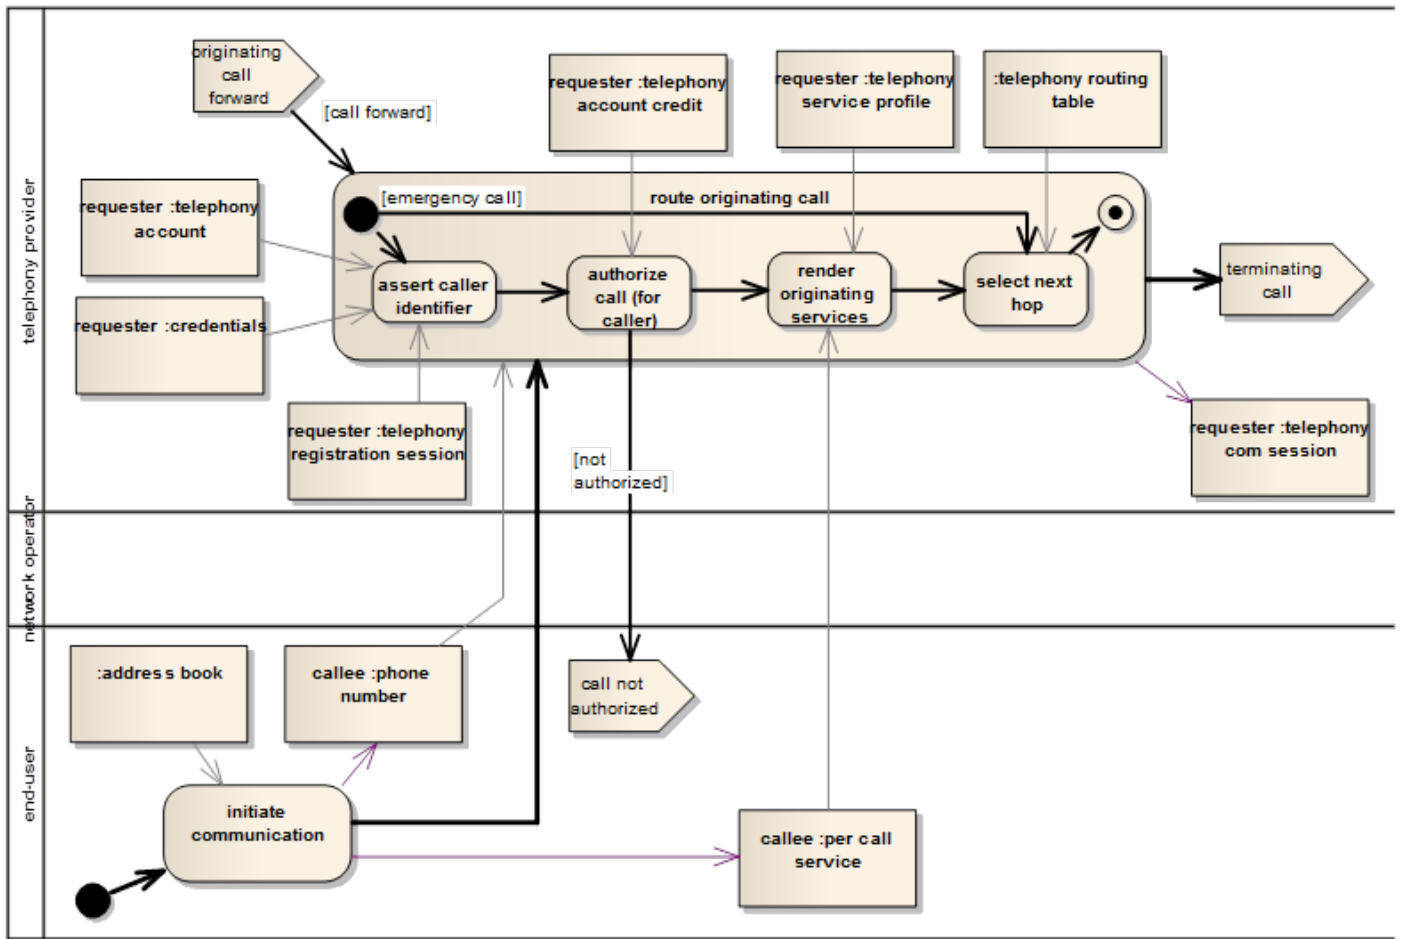 originating
call
forward
[call forward]
requester :telephony
account credit
requester :telephony
service profile
:telephony routing
table
telephony provider
requester :telephony
account
[emergency call]
route originating call
assert caller
identifier
authorize
call (for
caller)
render
originating
services
select next
hop
terminating
call
requester :credentials
requester :telephony
registration session
[not
authorized]
requester :telephony
com session
network operator
end-user
:address book
callee :phone
number
call not
authorized
initiate
communication
callee :per call
service